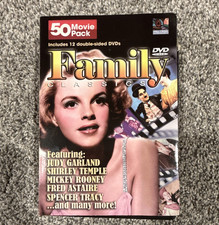 50 Movie
Pack
Includes 12 double-sided DVDs
DVD
Family
CLASSICS
Featuring:
JUDY GARLAND
SHIRLEY TEMPLE
MICKEY ROONEY
FRED ASTAIRE
SPENCER TRACY
...and many more!